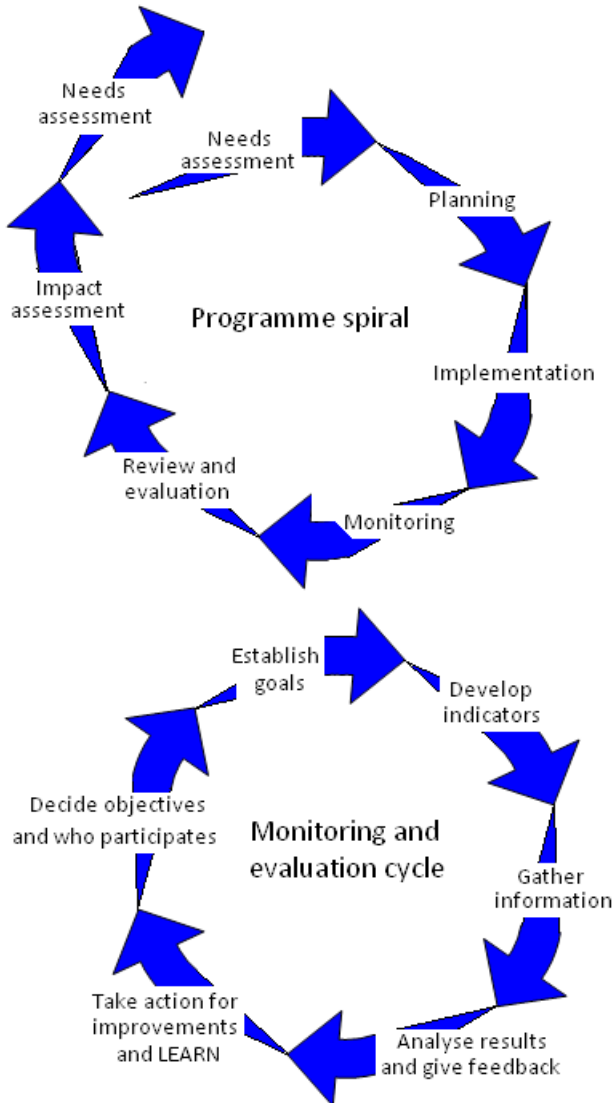 Needs
assessment
Needs
assessment
Planning
Impact
assessment
Programme spiral
Implementation
Review and
evaluation
Monitoring
Establish
goals
Develop
indicators
Decide objectives
and who participates
Monitoring and
evaluation cycle
Gather
information
Take action for
improvements
and LEARN
Analyse results
and give feedback